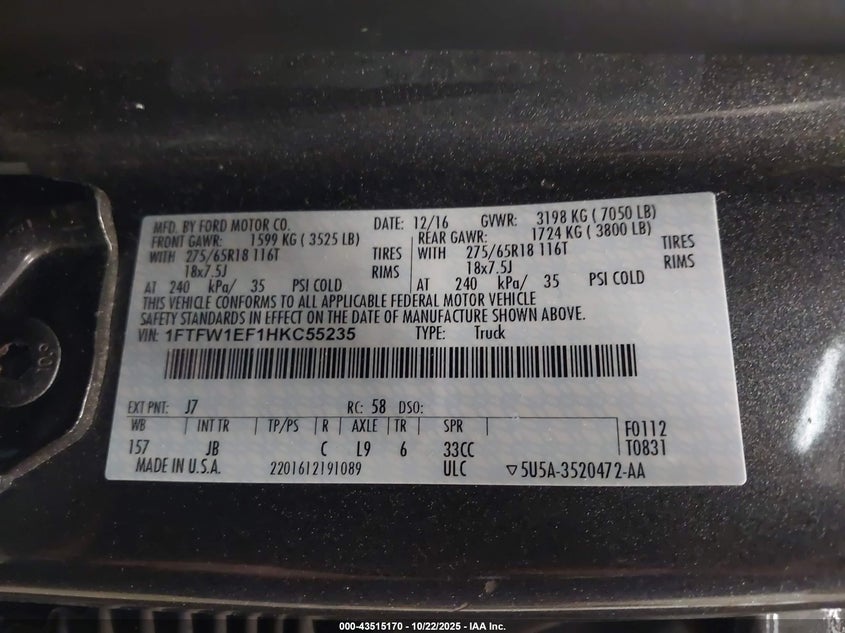 MFD. BY FORD MOTOR CO. DATE: 12/16 GVWR: 3198 KG ( 7050 LB)
FRONT GAWR: 1599 KG ( 3525 LB) REAR GAWR: 1724 KG ( 3800 LB)
WITH 275/65R18 116T TIRES WITH 275/65R18 116T TIRES
18x7.5J RIMS 18x7.5J RIMS
AT 240 kPa/ 35 PSI COLD AT 240 kPa/ 35 PSI COLD
THIS VEHICLE CONFORMS TO ALL APPLICABLE FEDERAL MOTOR VEHICLE
SAFETY STANDARDS IN EFFECT ON THE DATE OF MANUFACTURE SHOWN ABOVE.
VIN: 1FTFW1EF1HKC55235 TYPE: Truck
EXT PNT: J7 RC: 58 DSO:
WB INT TR TP/PS R AXLE TR SPR F0112
157 JB C L9 6 33CC T0831
MADE IN U.S.A. 2201612191089 ULC ▽5U5A-3520472-AA
000-43515170 - 10/22/2025 - IAA Inc.